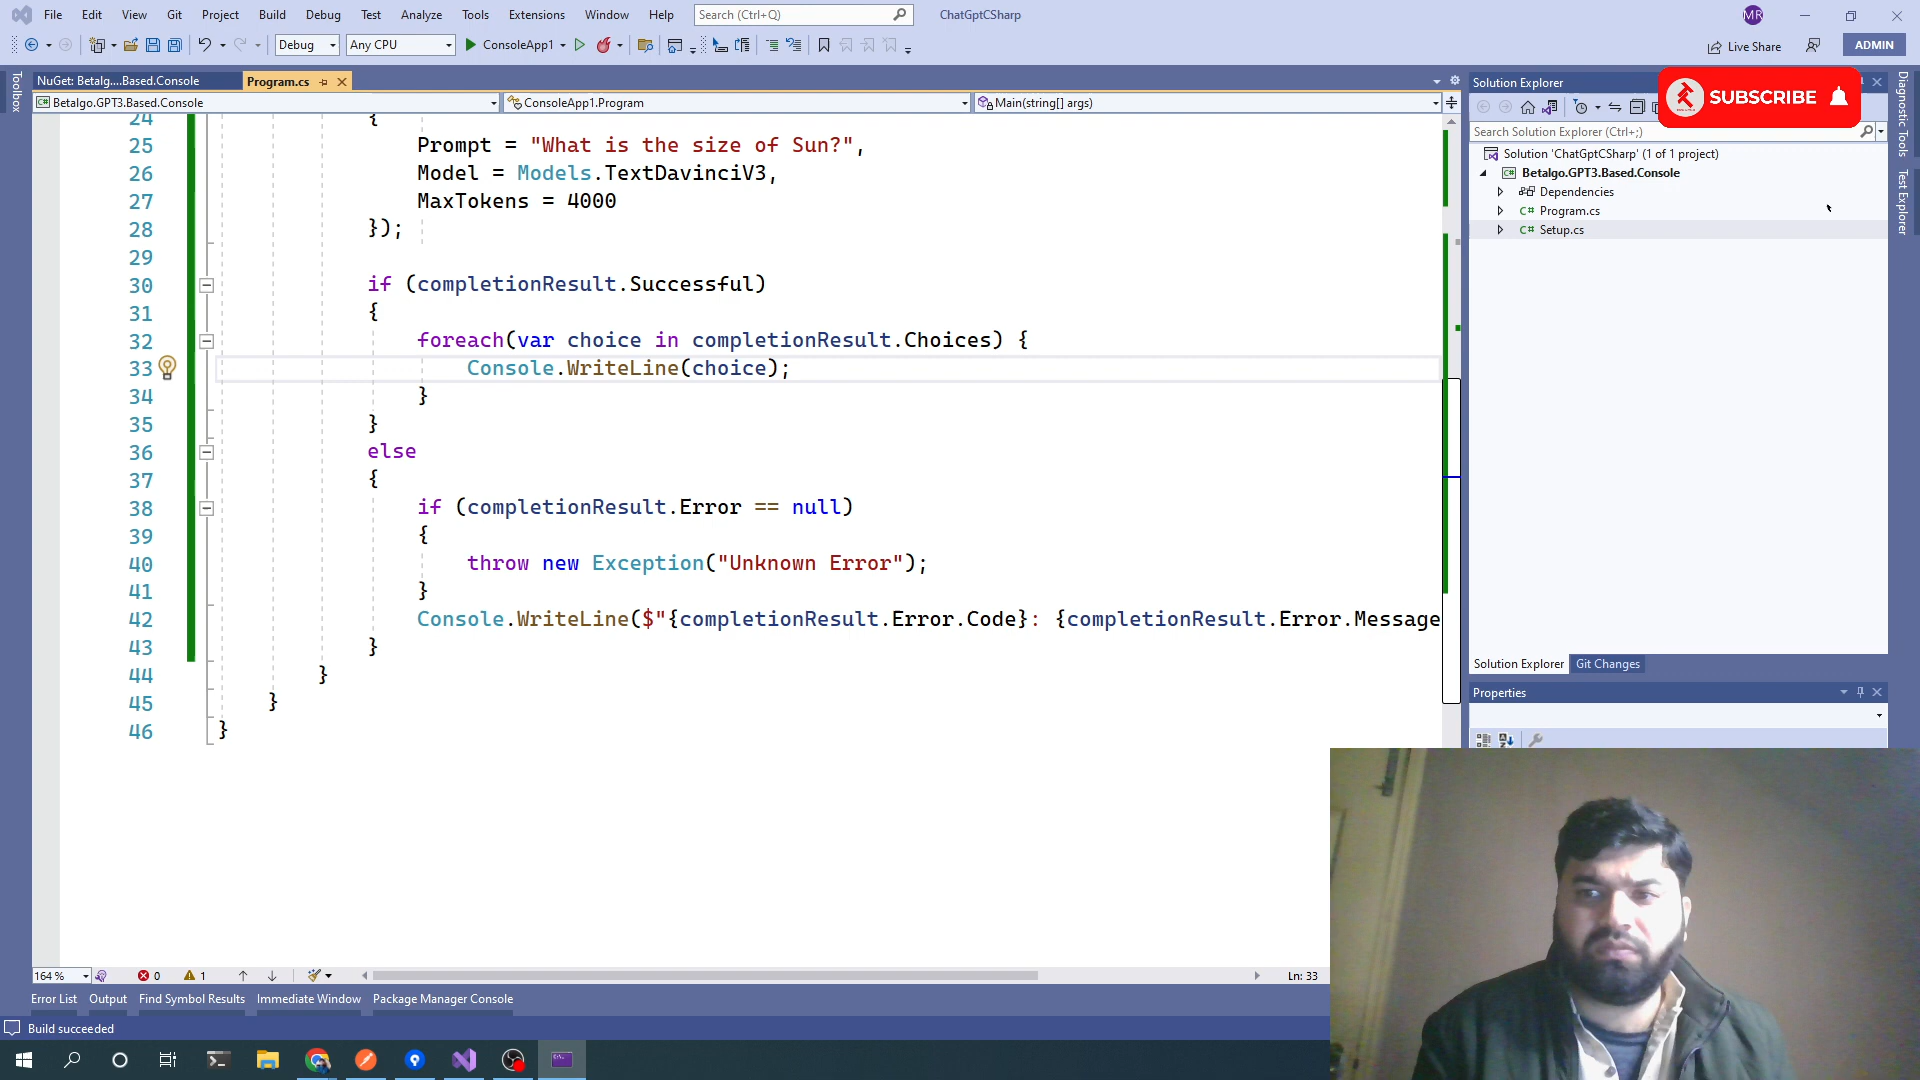 File Edit View Git Project Build Debug Test Analyze Tools Extensions Window Help Search (Ctrl+Q) ChatGptCSharp MR
Debug Any CPU ConsoleApp1 Live Share ADMIN
Toolbox
NuGet: Betalg....Based.Console Program.cs
Betalgo.GPT3.Based.Console ConsoleApp1.Program Main(string[] args)
24 {
25 Prompt = "What is the size of Sun?",
26 Model = Models.TextDavinciV3,
27 MaxTokens = 4000
28 });
29
30 if (completionResult.Successful)
31 {
32 foreach(var choice in completionResult.Choices) {
33 Console.WriteLine(choice);
34 }
35 }
36 else
37 {
38 if (completionResult.Error == null)
39 {
40 throw new Exception("Unknown Error");
41 }
42 Console.WriteLine($"{completionResult.Error.Code}: {completionResult.Error.Message
43 }
44 }
45 }
46 }
164 % 0 1 Ln: 33
Error List Output Find Symbol Results Immediate Window Package Manager Console
Build succeeded
Solution Explorer
SUBSCRIBE
Search Solution Explorer (Ctrl+;)
Solution 'ChatGptCSharp' (1 of 1 project)
C# Betalgo.GPT3.Based.Console
Dependencies
C# Program.cs
C# Setup.cs
Solution Explorer Git Changes
Properties
Diagnostic Tools
Test Explorer